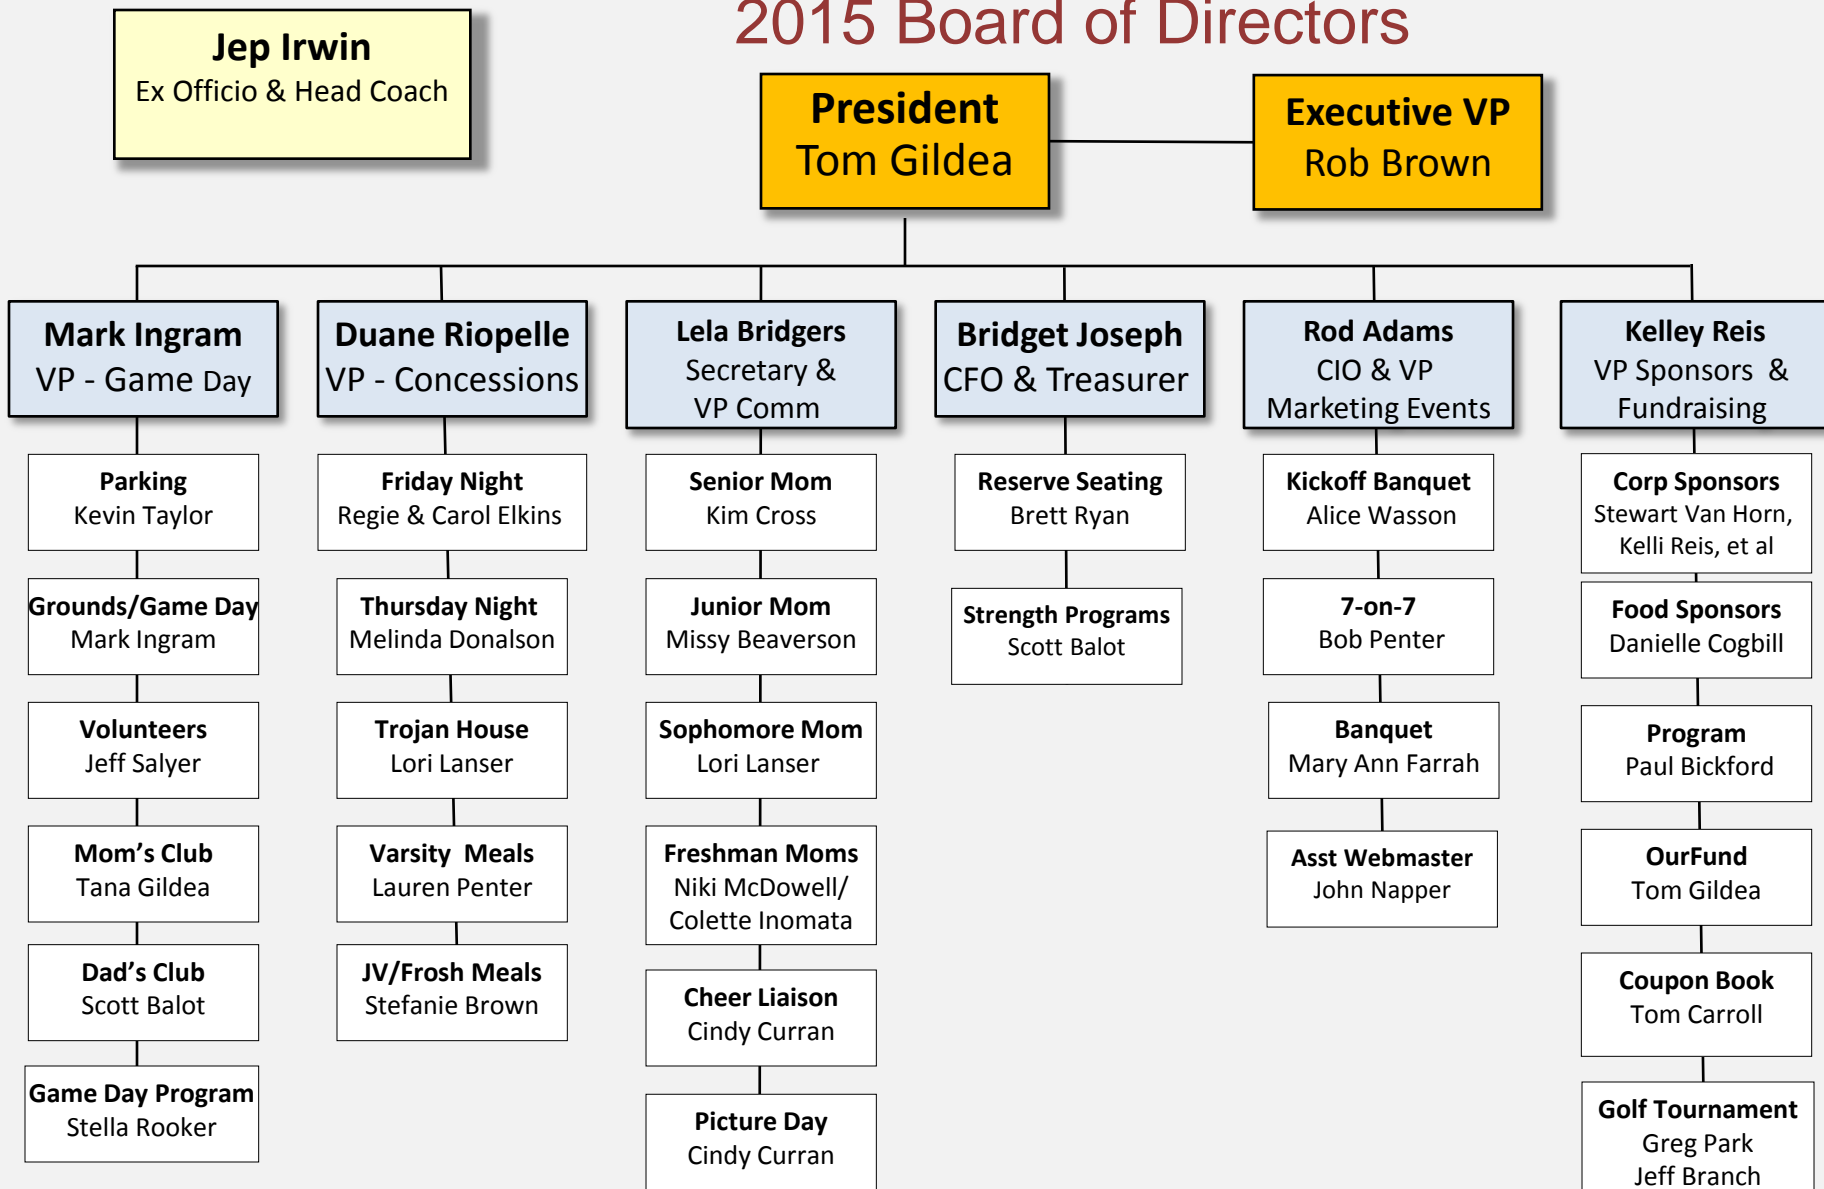 2015 Board of Directors
Jep Irwin
Ex Officio & Head Coach
President
Tom Gildea
Executive VP
Rob Brown
Mark Ingram
VP - Game Day
Parking
Kevin Taylor
Grounds/Game Day
Mark Ingram
Volunteers
Jeff Salyer
Mom’s Club
Tana Gildea
Dad’s Club
Scott Balot
Game Day Program
Stella Rooker
Duane Riopelle
VP - Concessions
Friday Night
Regie & Carol Elkins
Thursday Night
Melinda Donalson
Trojan House
Lori Lanser
Varsity  Meals
Lauren Penter
JV/Frosh Meals
Stefanie Brown
Lela Bridgers
Secretary &
VP Comm
Senior Mom
Kim Cross
Junior Mom
Missy Beaverson
Sophomore Mom
Lori Lanser
Freshman Moms
Niki McDowell/
Colette Inomata
Cheer Liaison
Cindy Curran
Picture Day
Cindy Curran
Bridget Joseph
CFO & Treasurer
Reserve Seating
Brett Ryan
Strength Programs
Scott Balot
Rod Adams
CIO & VP
Marketing Events
Kickoff Banquet
Alice Wasson
7-on-7
Bob Penter
Banquet
Mary Ann Farrah
Asst Webmaster
John Napper
Kelley Reis
VP Sponsors  &
Fundraising
Corp Sponsors
Stewart Van Horn,
Kelli Reis, et al
Food Sponsors
Danielle Cogbill
Program
Paul Bickford
OurFund
Tom Gildea
Coupon Book
Tom Carroll
Golf Tournament
Greg Park
Jeff Branch